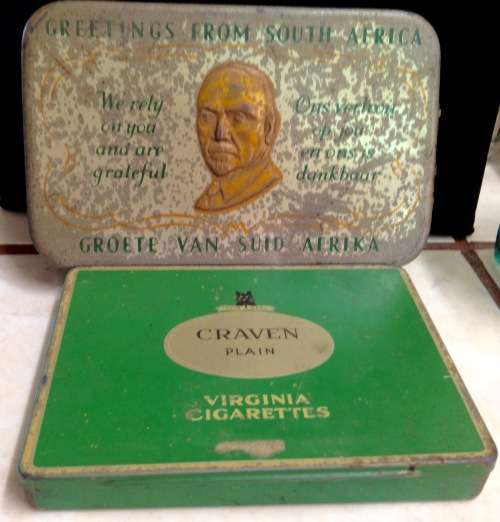 GREETINGS FROM SOUTH AFRICA
We rely
on you
and are
grateful
Ons vertrou
op jou
en ons is
dankbaar
GROETE VAN SUID AFRIKA
CRAVEN
PLAIN
VIRGINIA
CIGARETTES